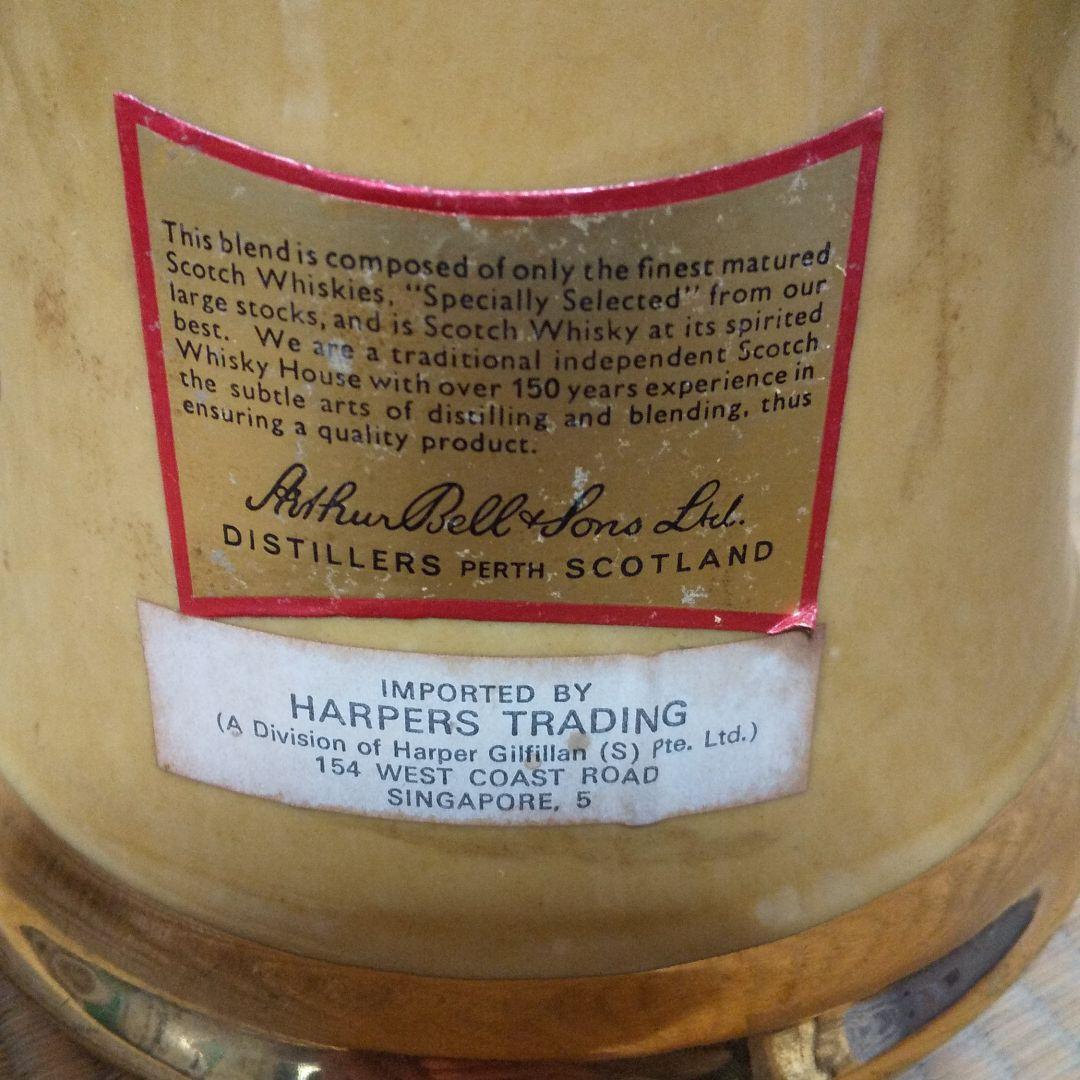 This blend is composed of only the finest matured
Scotch Whiskies, "Specially Selected" from our
large stocks, and is Scotch Whisky at its spirited
best. We are a traditional independent Scotch
Whisky House with over 150 years experience in
the subtle arts of distilling and blending, thus
ensuring a quality product.
Arthur Bell & Sons Ltd.
DISTILLERS PERTH SCOTLAND
IMPORTED BY
HARPERS TRADING
(A Division of Harper Gilfillan (S) Pte. Ltd.)
154 WEST COAST ROAD
SINGAPORE, 5